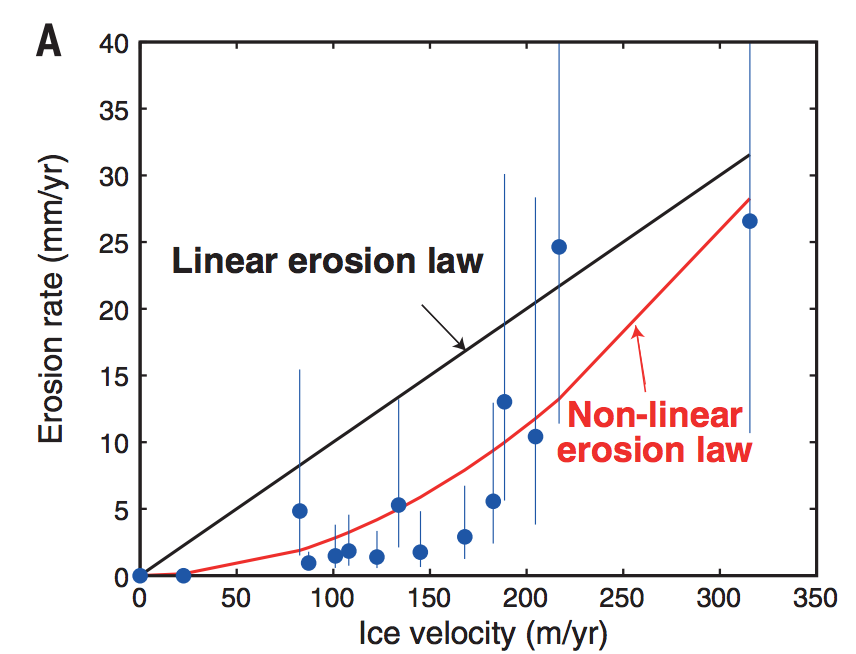 A
40
35
30
25
20
15
10
5
0
Erosion rate (mm/yr)
Linear erosion law
Non-linear
erosion law
0 50 100 150 200 250 300 350
Ice velocity (m/yr)